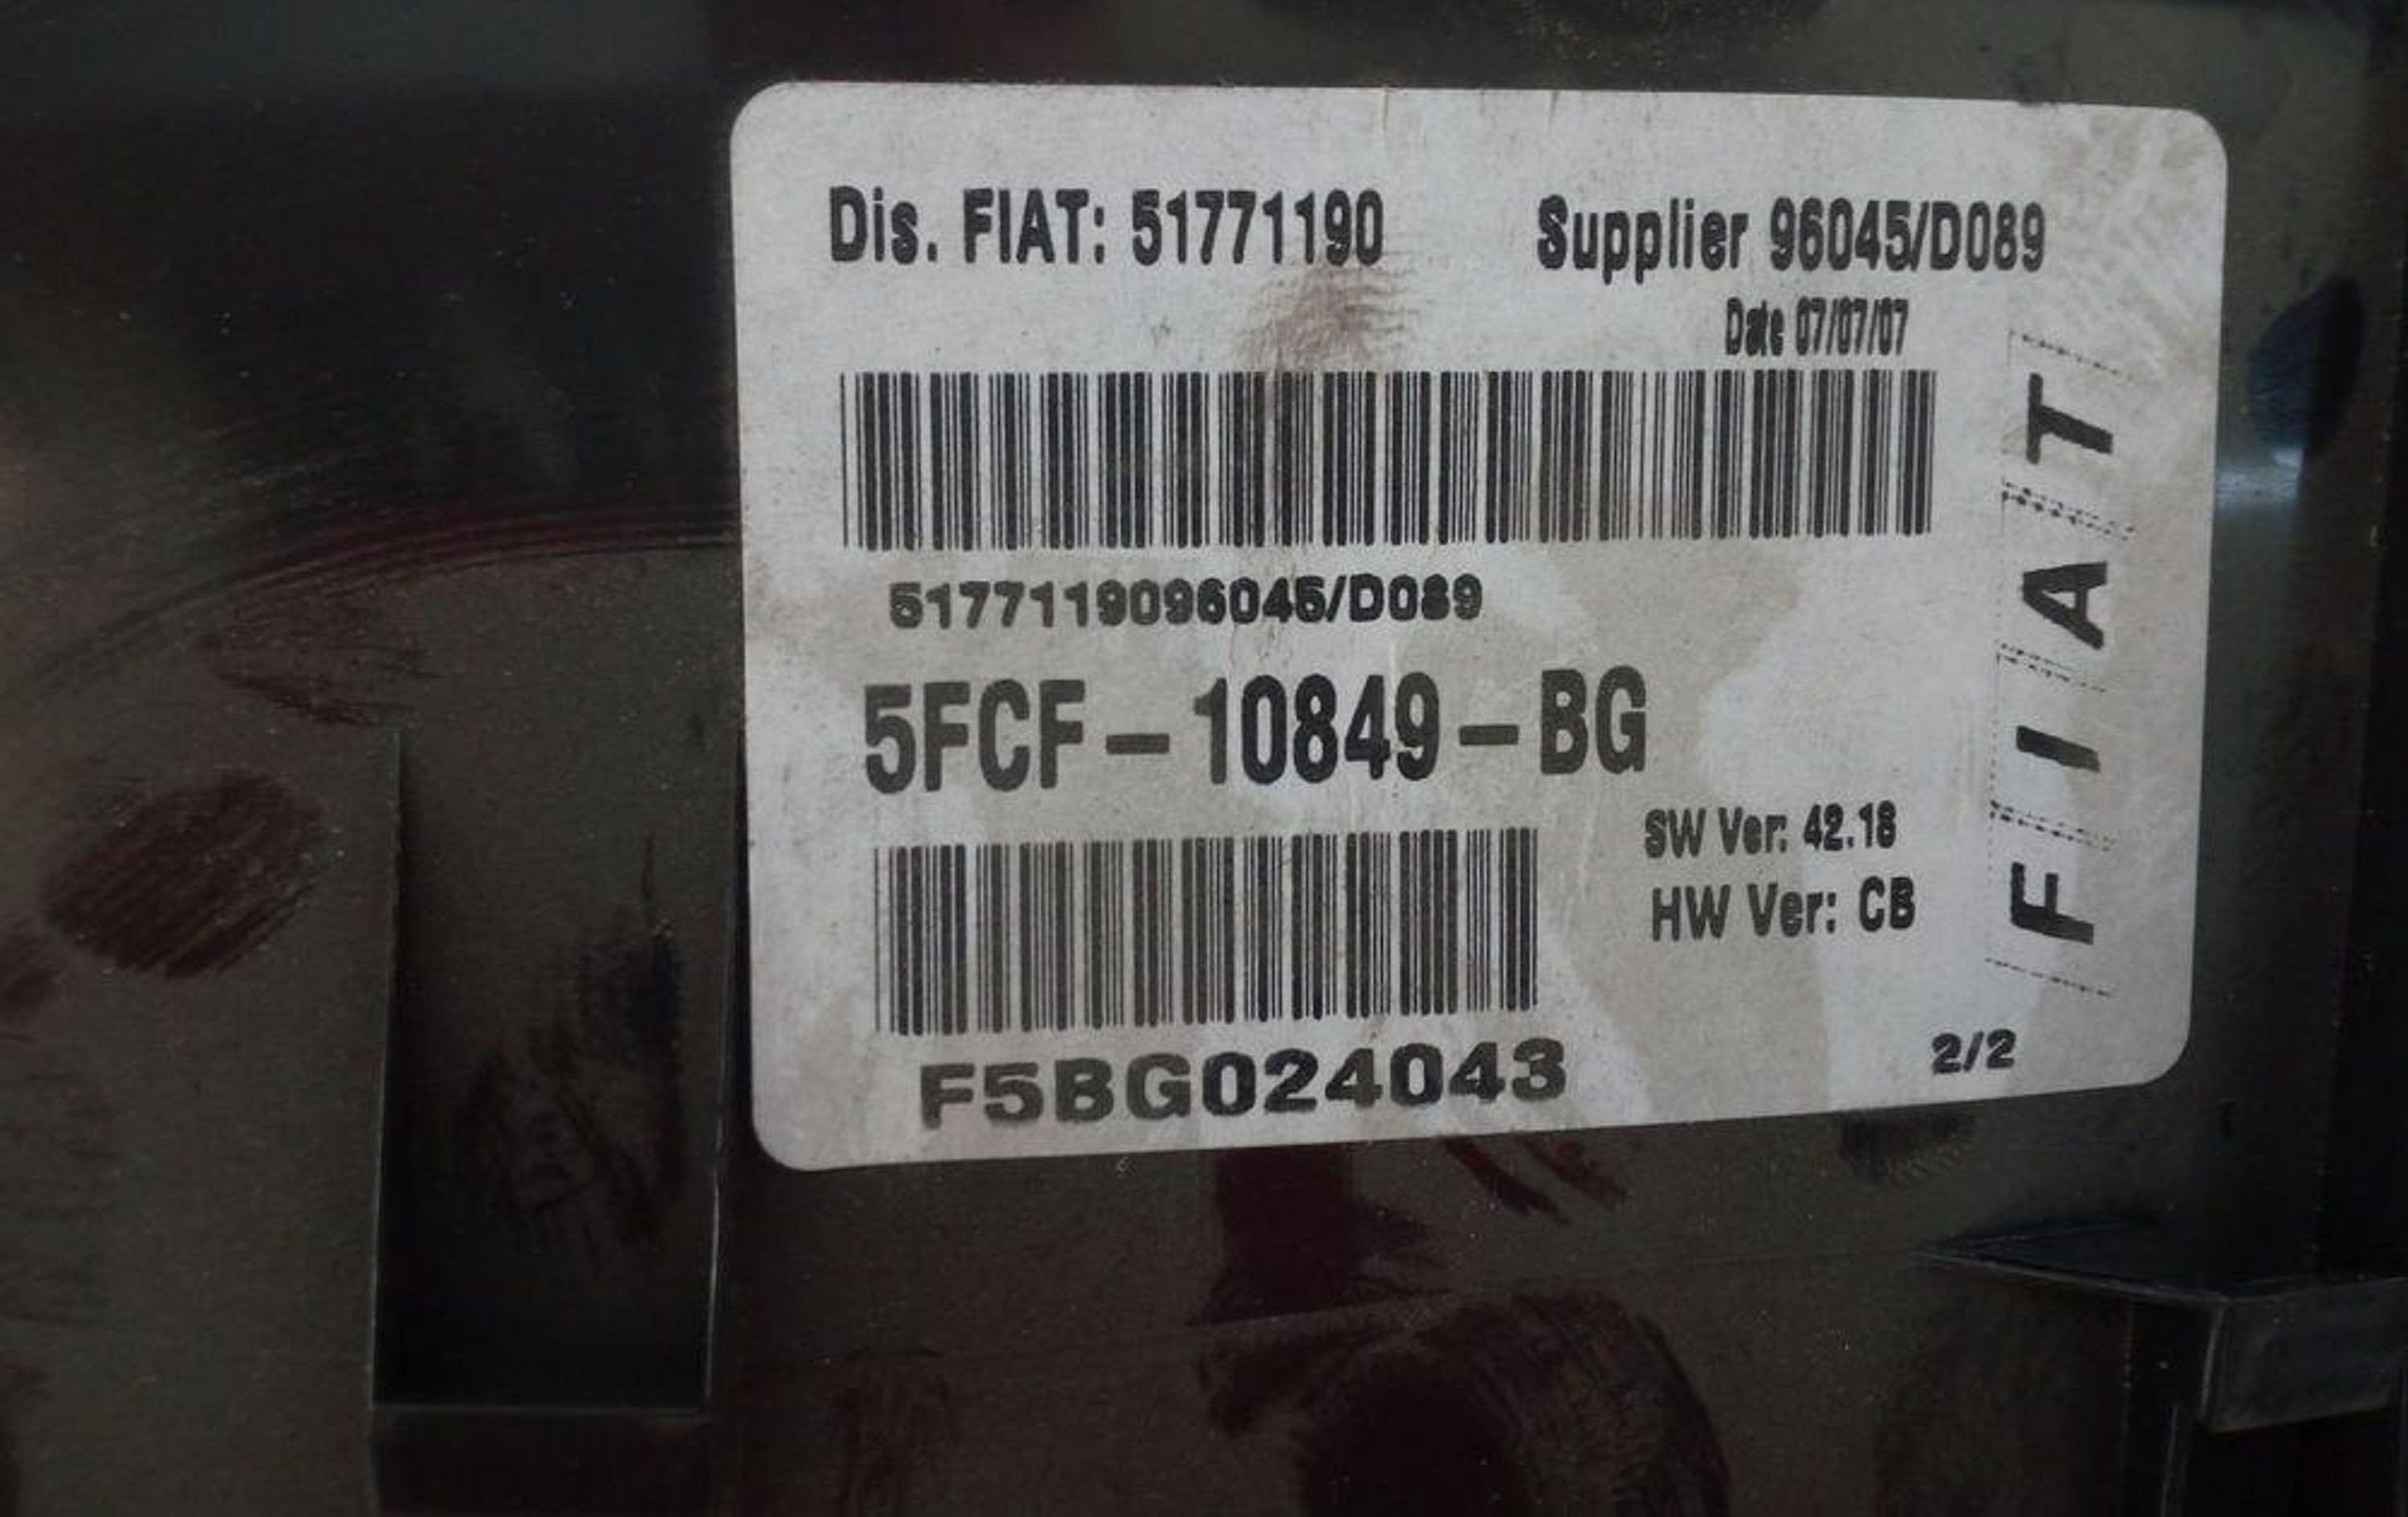 Dis. FIAT: 51771190
Supplier 96045/D089
Date 07/07/07
5177119096045/D089
5FCF-10849-BG
SW Ver: 42.18
HW Ver: CB
F5BG024043
2/2
FIAT